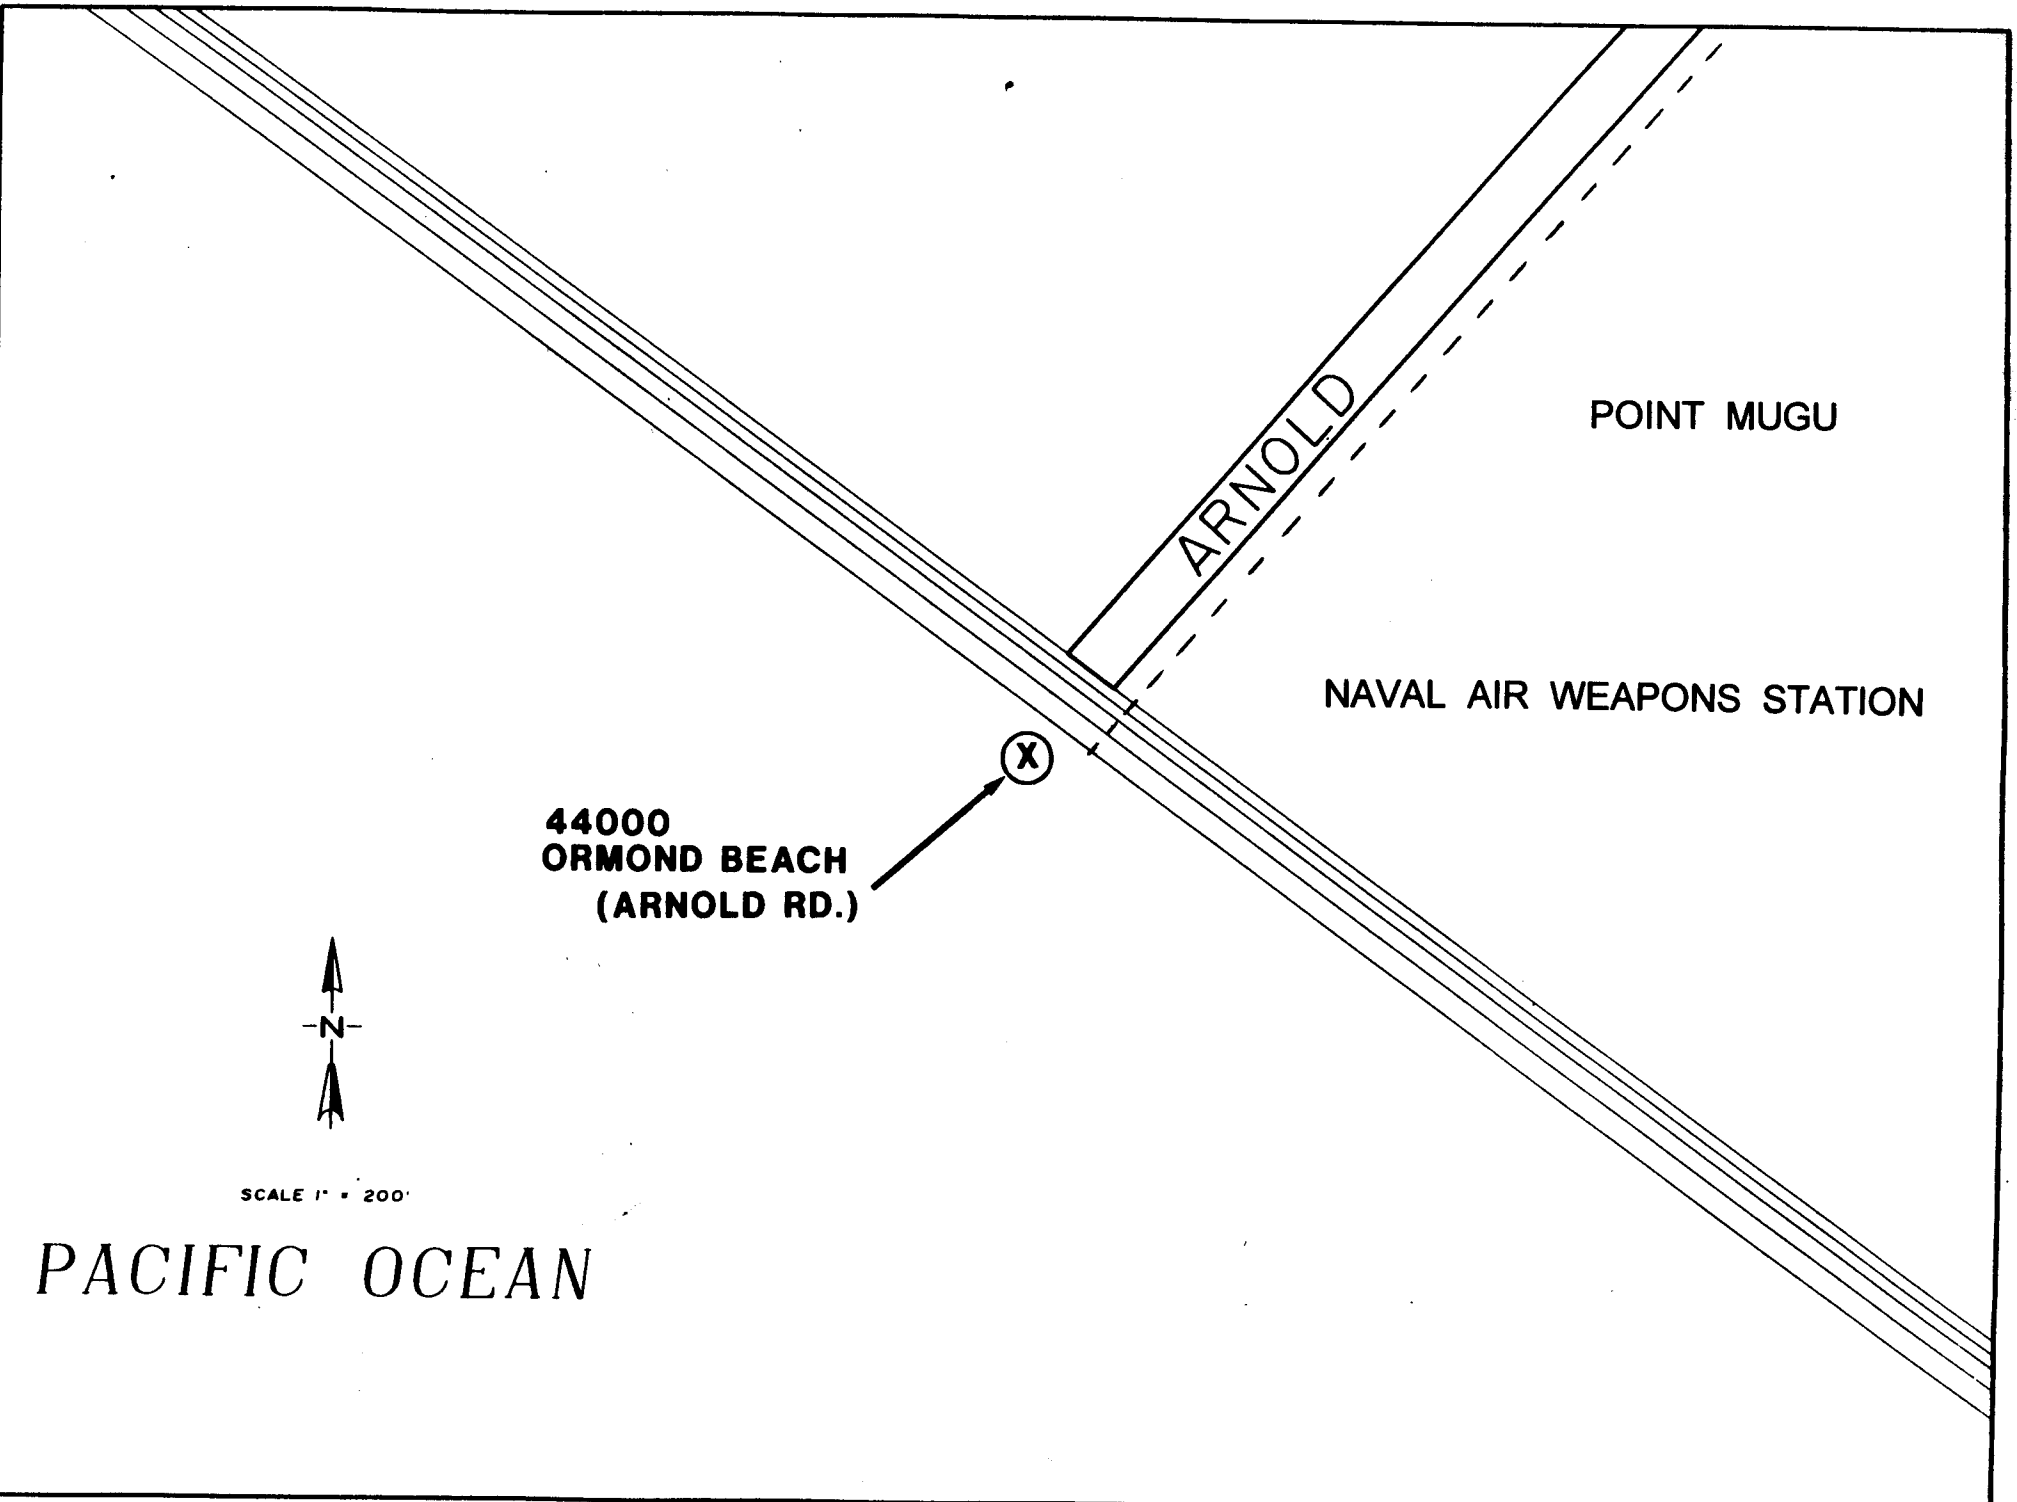 ARNOLD
POINT MUGU
NAVAL AIR WEAPONS STATION
X
44000
ORMOND BEACH
(ARNOLD RD.)
-N-
SCALE 1" = 200'
PACIFIC OCEAN